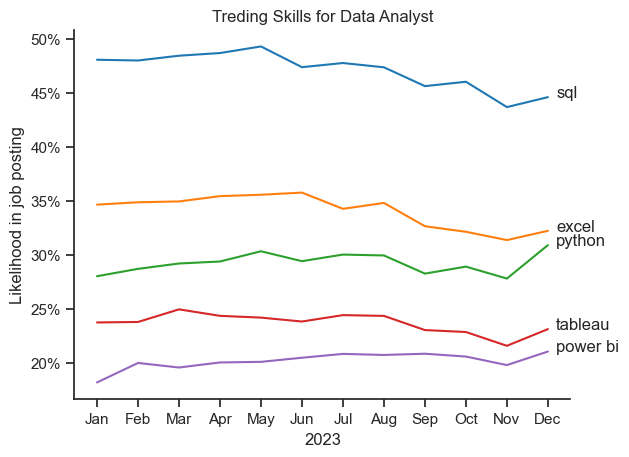 Treding Skills for Data Analyst
Likelihood in job posting
50%
45%
40%
35%
30%
25%
20%
sql
excel
python
tableau
power bi
Jan Feb Mar Apr May Jun Jul Aug Sep Oct Nov Dec
2023